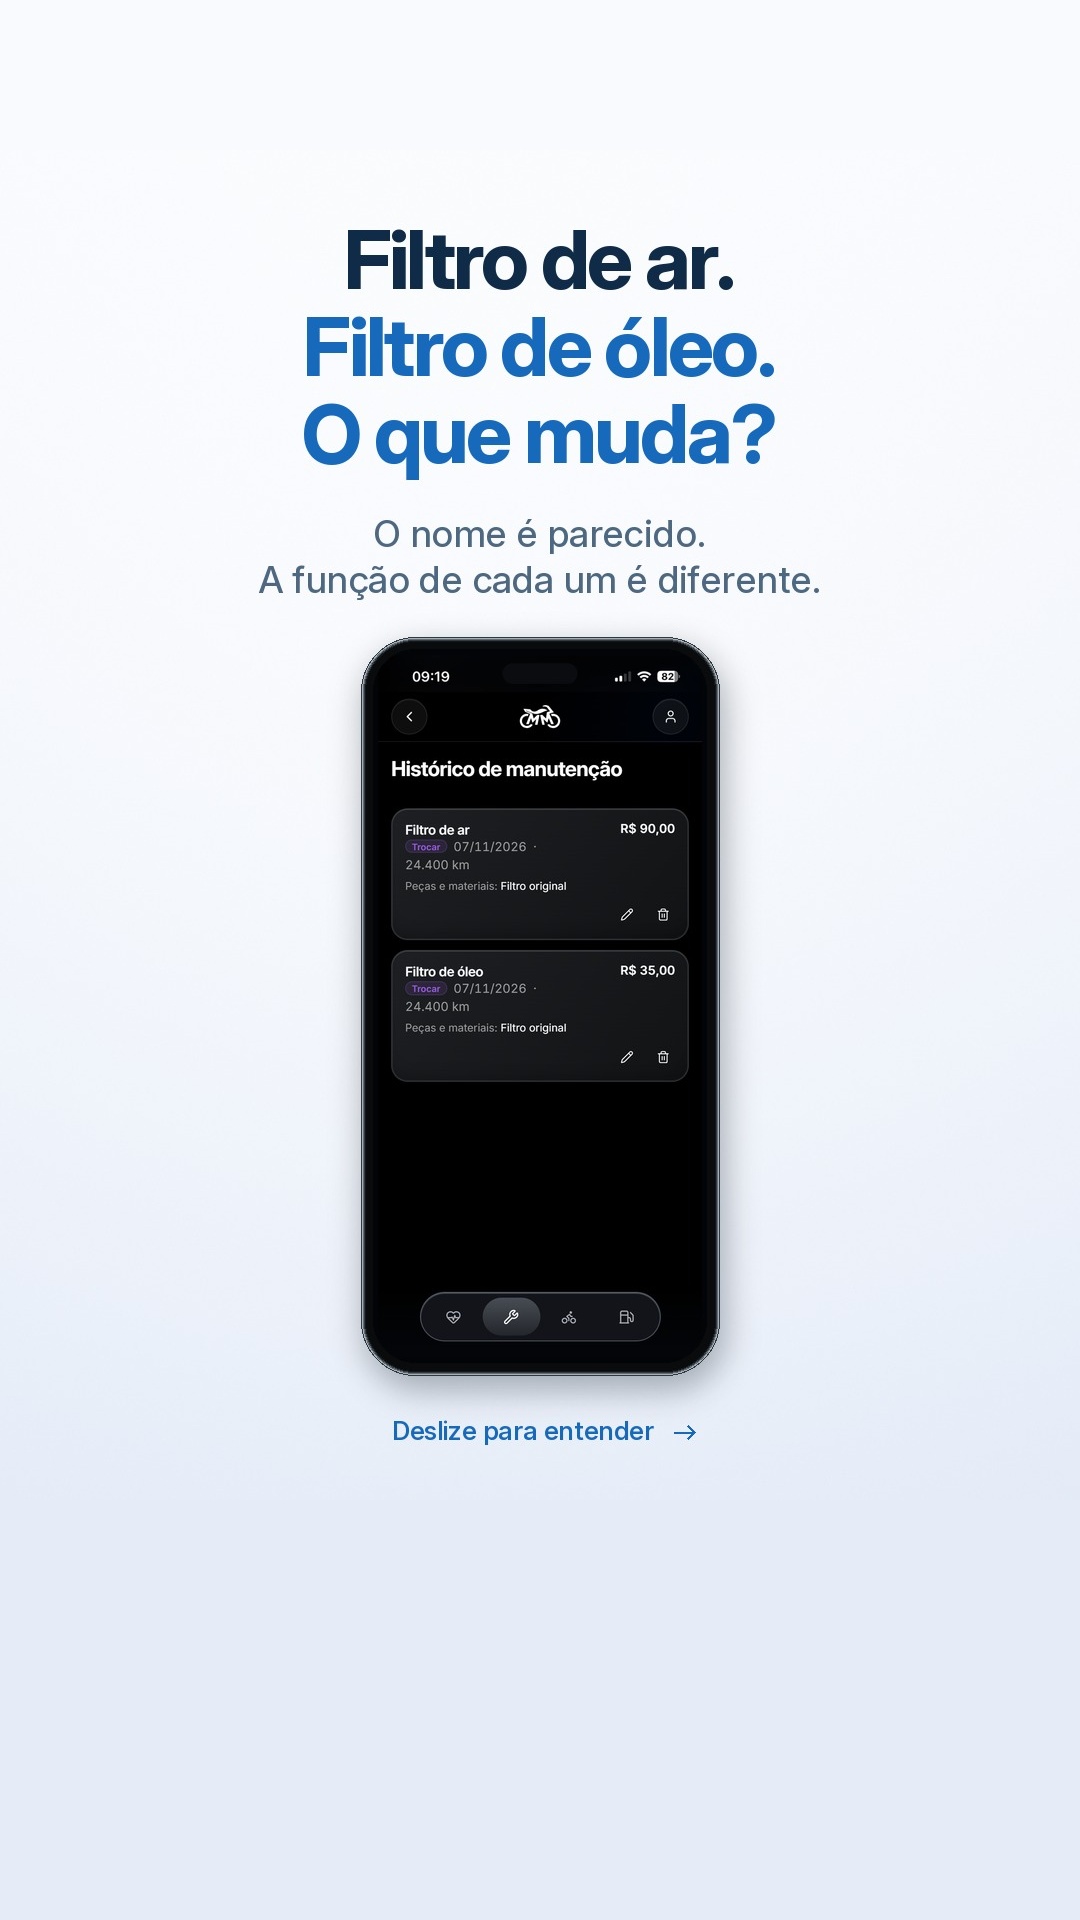 Filtro de ar.
Filtro de óleo.
O que muda?
O nome é parecido.
A função de cada um é diferente.
09:19
82
MM
Histórico de manutenção
Filtro de ar
R$ 90,00
Trocar 07/11/2026 ·
24.400 km
Peças e materiais: Filtro original
Filtro de óleo
R$ 35,00
Trocar 07/11/2026 ·
24.400 km
Peças e materiais: Filtro original
Deslize para entender →